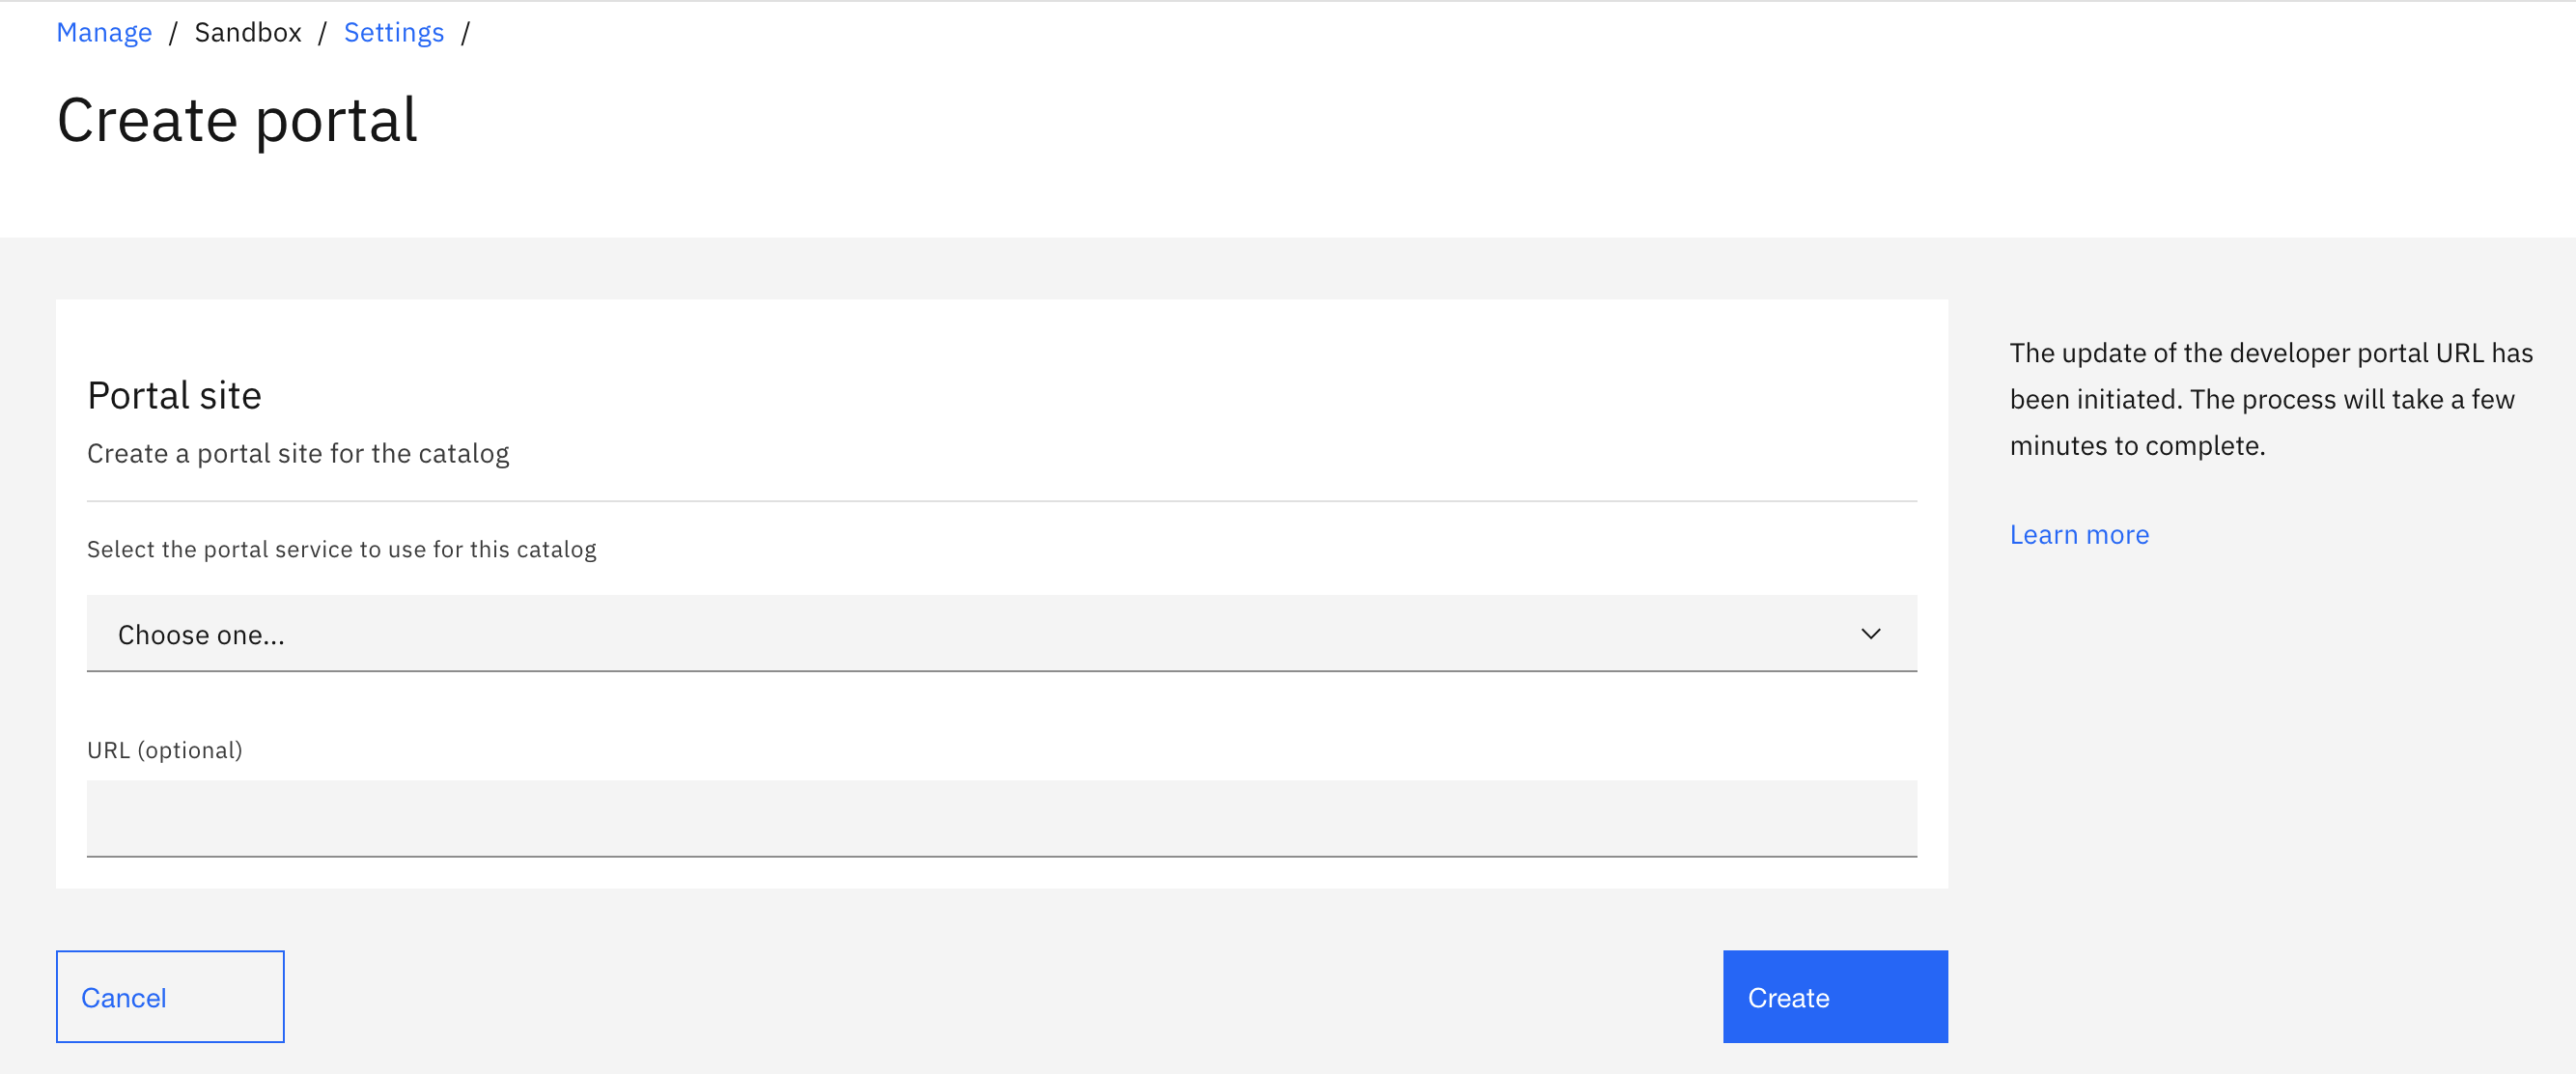 Manage / Sandbox / Settings /
Create portal
Portal site
Create a portal site for the catalog
Select the portal service to use for this catalog
Choose one...
URL (optional)
Cancel
Create
The update of the developer portal URL has
been initiated. The process will take a few
minutes to complete.
Learn more